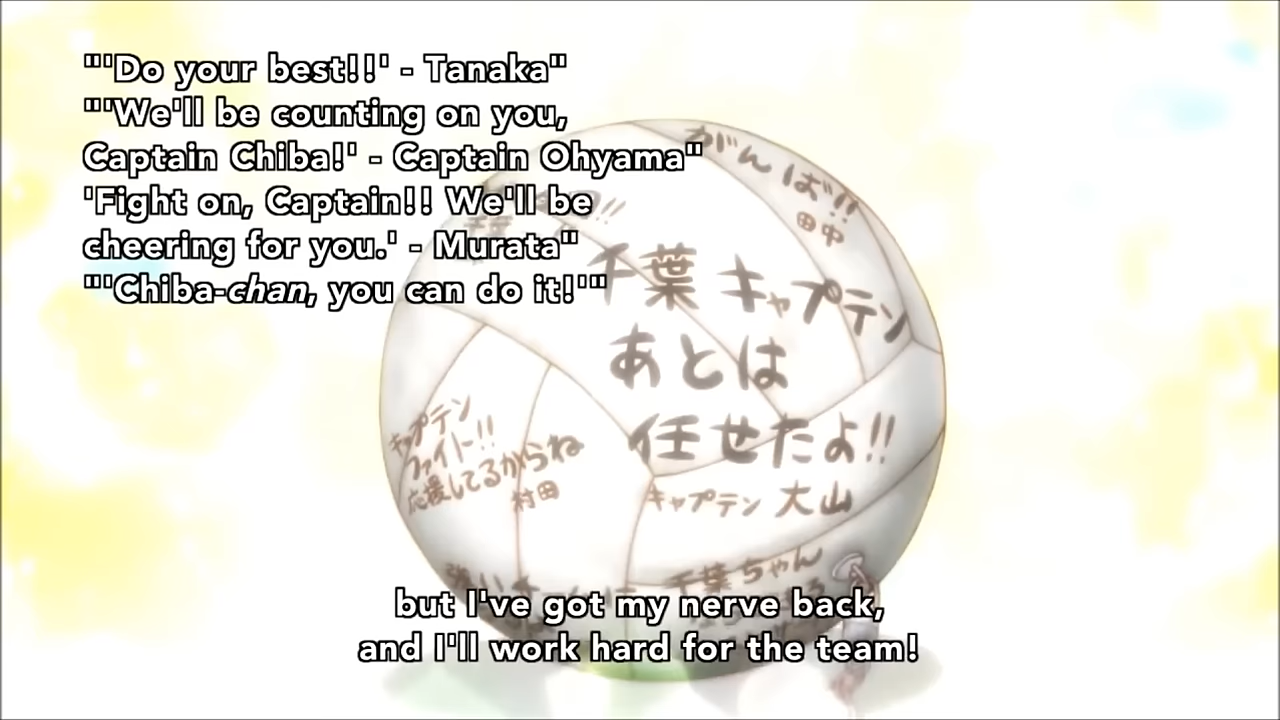 "'Do your best!!' - Tanaka"
"'We'll be counting on you,
Captain Chiba!' - Captain Ohyama"
'Fight on, Captain!! We'll be
cheering for you.' - Murata"
"'Chiba-chan, you can do it!'"
がんば!!
田中
千葉 キャプテン
あとは
任せたよ!!
キャプテン 大山
キャプテン
ファイト!!
応援してるからね
村田
千葉ちゃん
but I've got my nerve back,
and I'll work hard for the team!